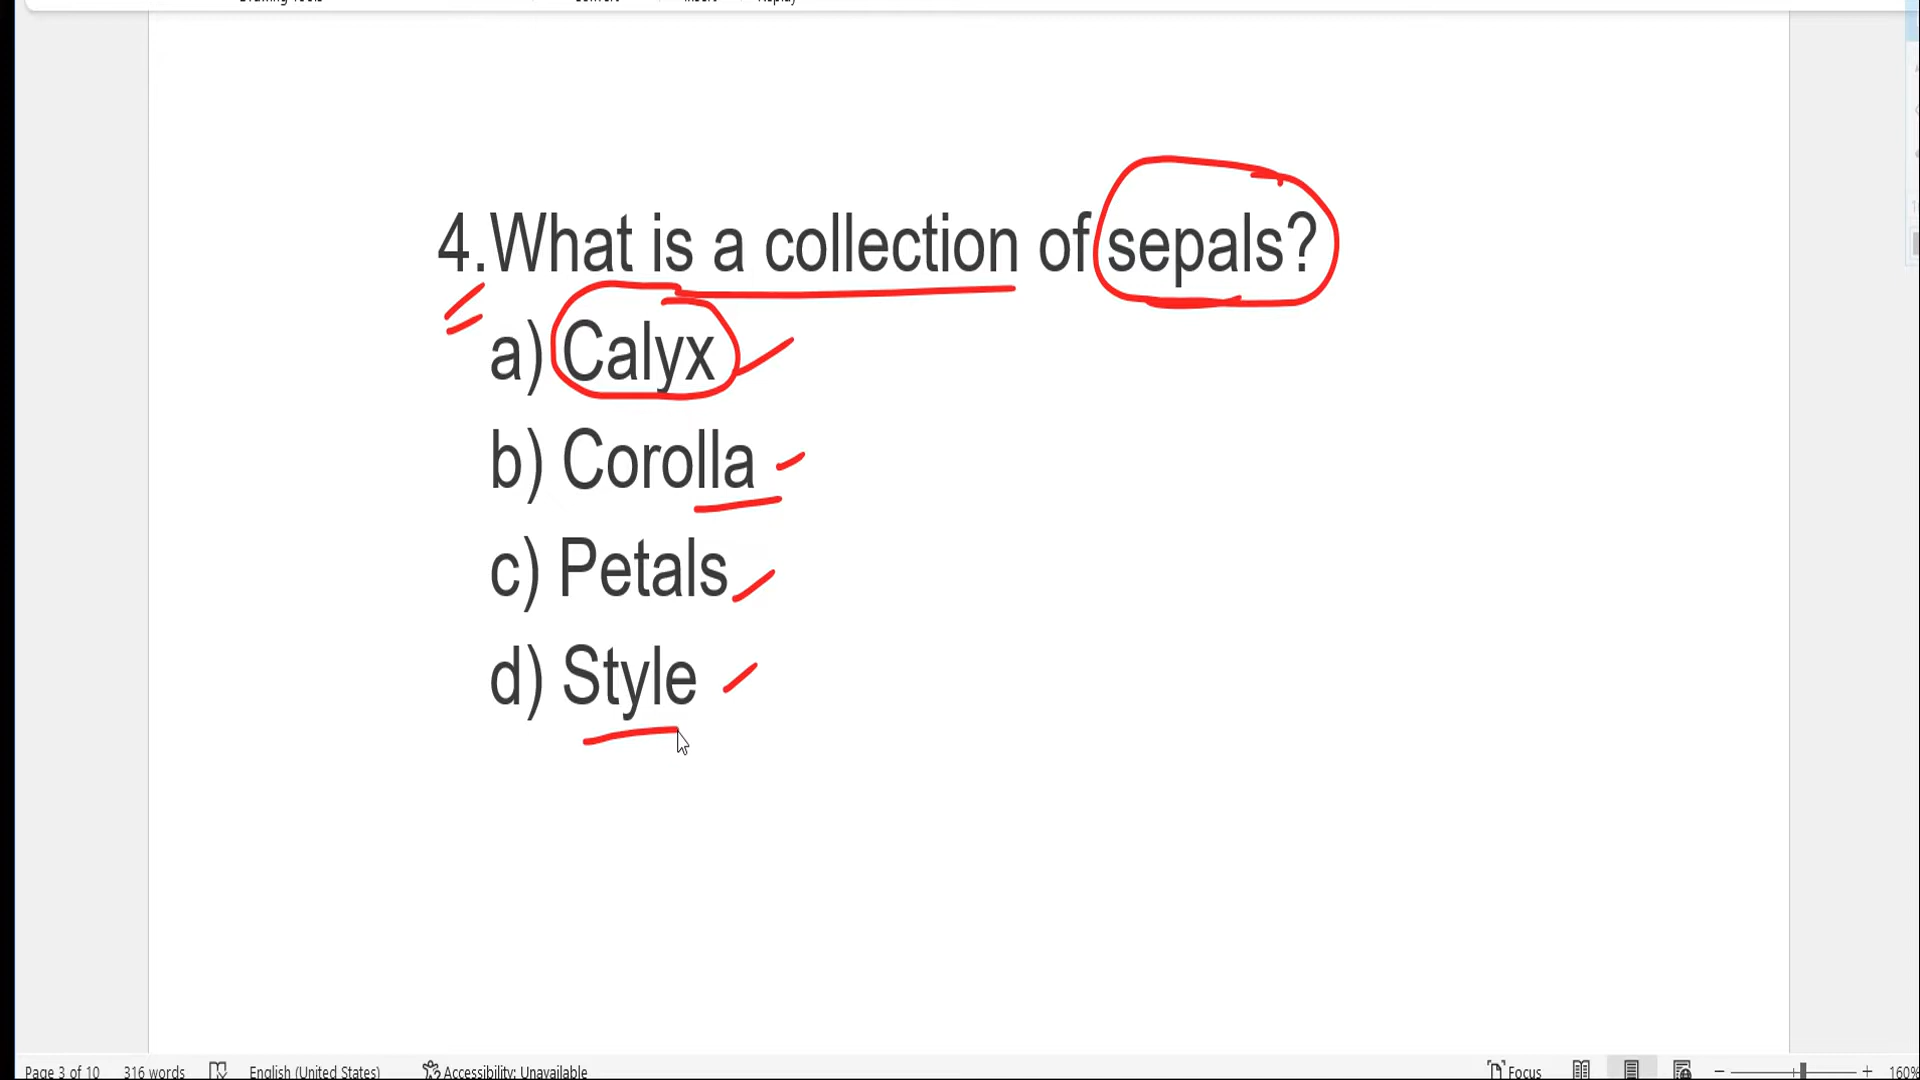 4.What is a collection of sepals?
a) Calyx
b) Corolla
c) Petals
d) Style
Page 3 of 10 316 words English (United States) Accessibility: Unavailable Focus 160%